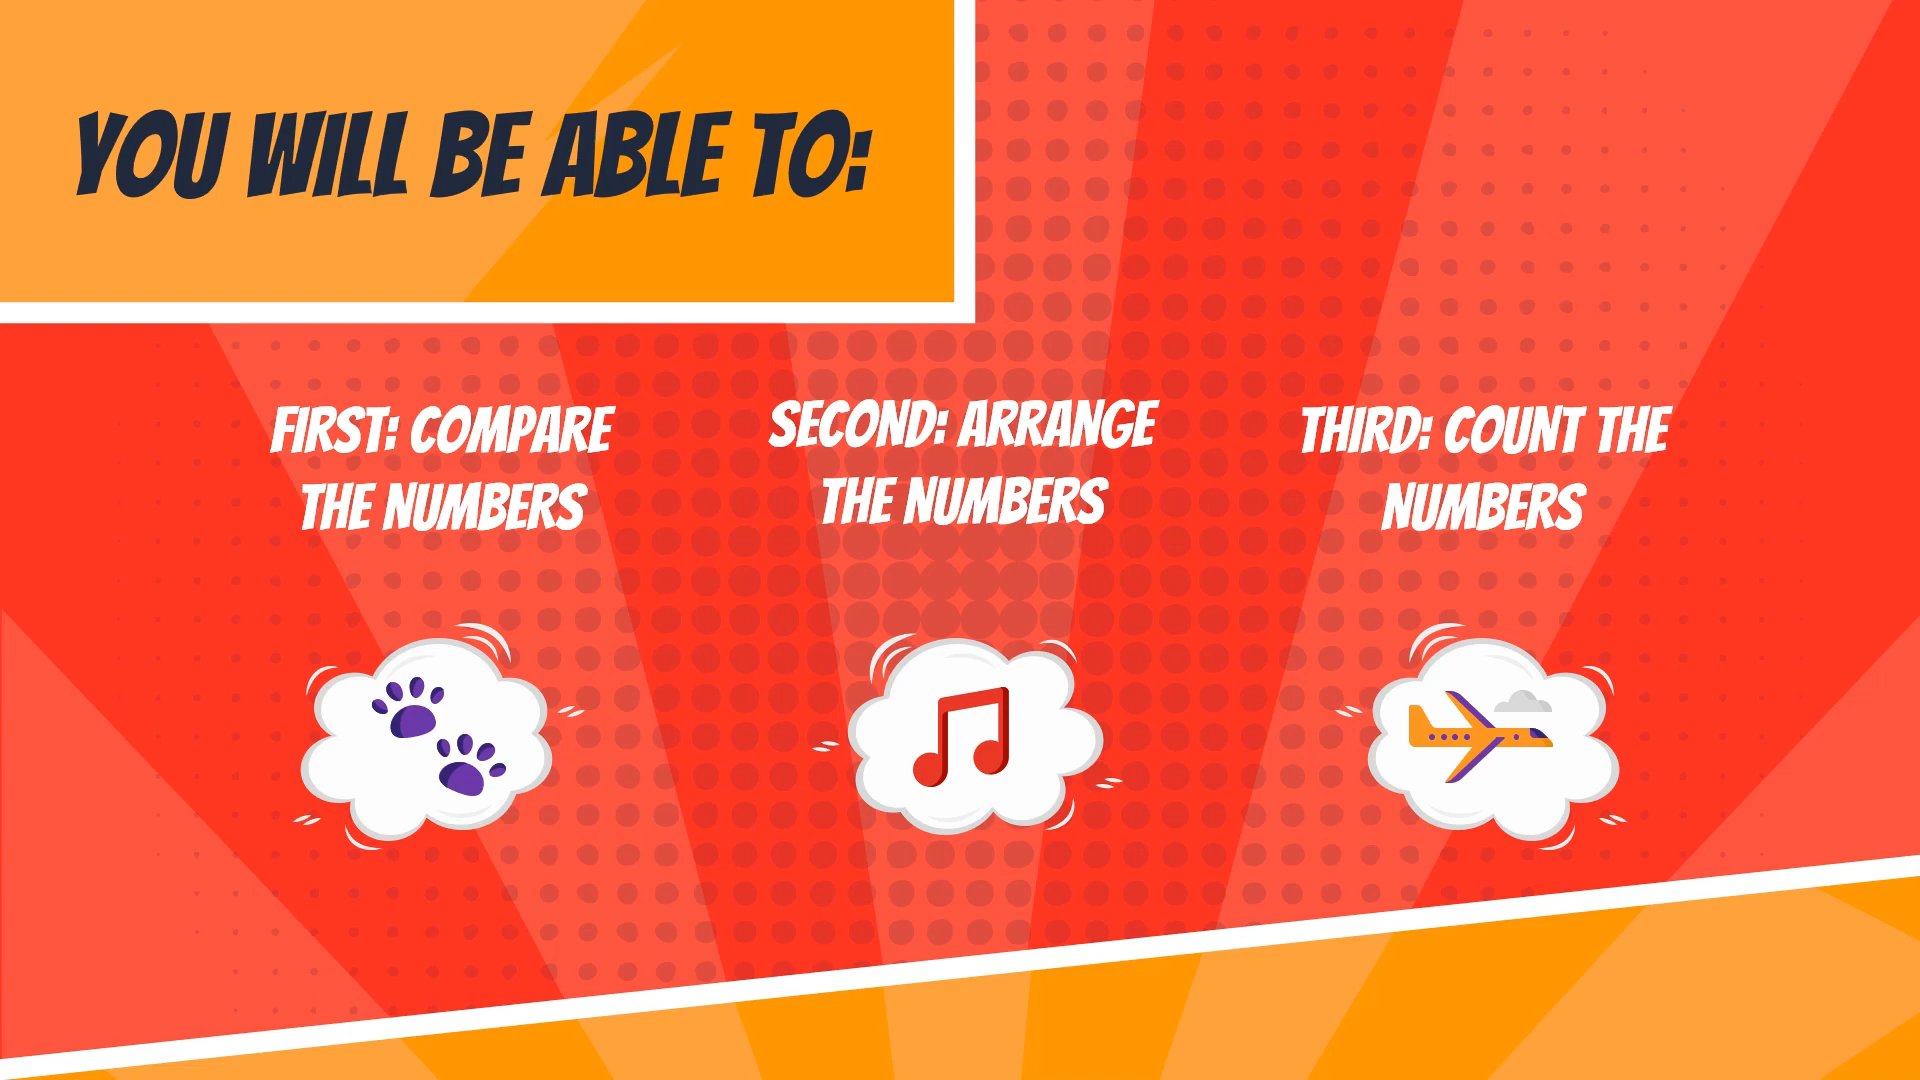 YOU WILL BE ABLE TO:
FIRST: COMPARE
THE NUMBERS
SECOND: ARRANGE
THE NUMBERS
THIRD: COUNT THE
NUMBERS